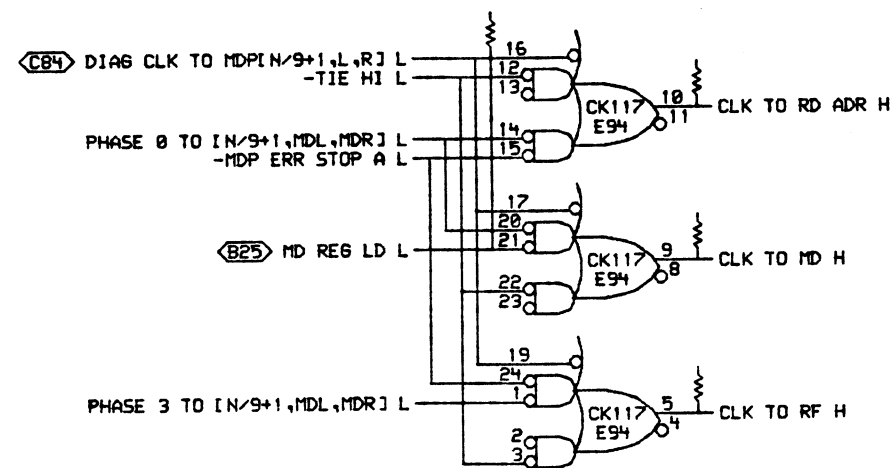 16
C84 DIAG CLK TO MDP[N/9+1,L,R] L
12
-TIE HI L
13
CK117
E94
10
11
CLK TO RD ADR H
PHASE 0 TO [N/9+1,MDL,MDR] L
14
-MDP ERR STOP A L
15
17
20
B25 MD REG LD L
21
CK117
E94
9
8
CLK TO MD H
22
23
19
24
PHASE 3 TO [N/9+1,MDL,MDR] L
1
CK117
E94
5
4
CLK TO RF H
2
3